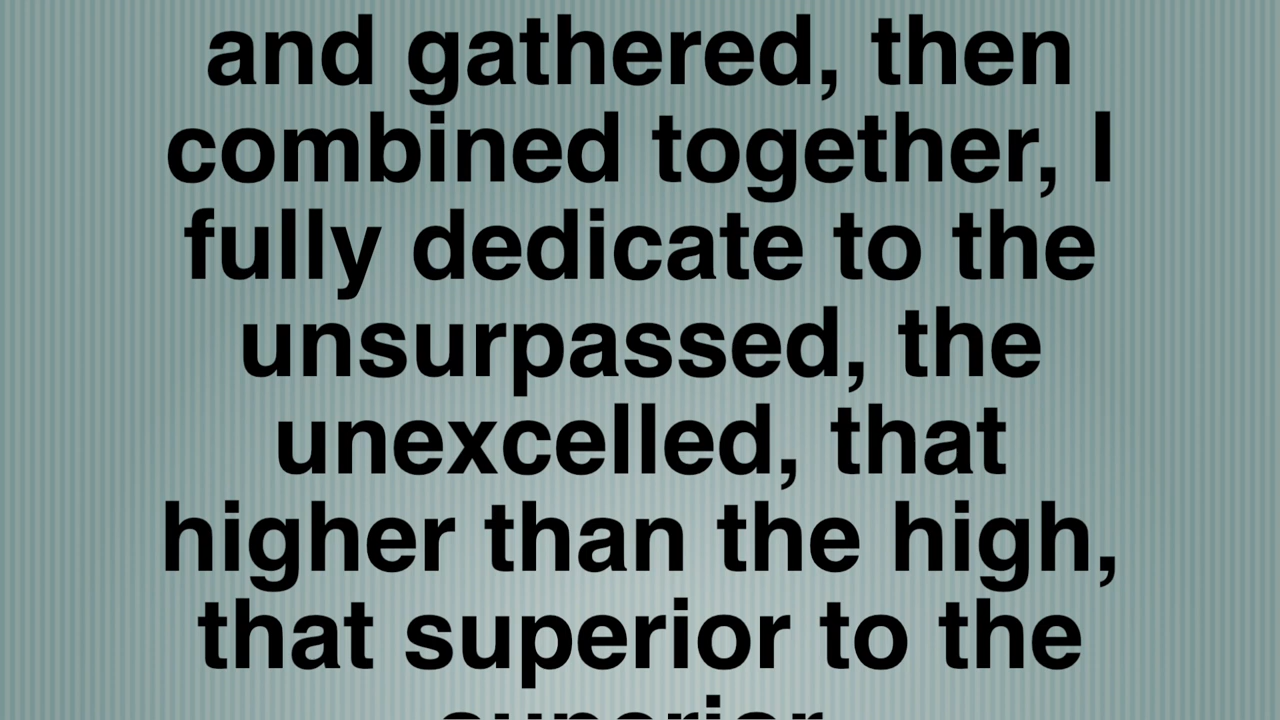 and gathered, then
combined together, I
fully dedicate to the
unsurpassed, the
unexcelled, that
higher than the high,
that superior to the
superior